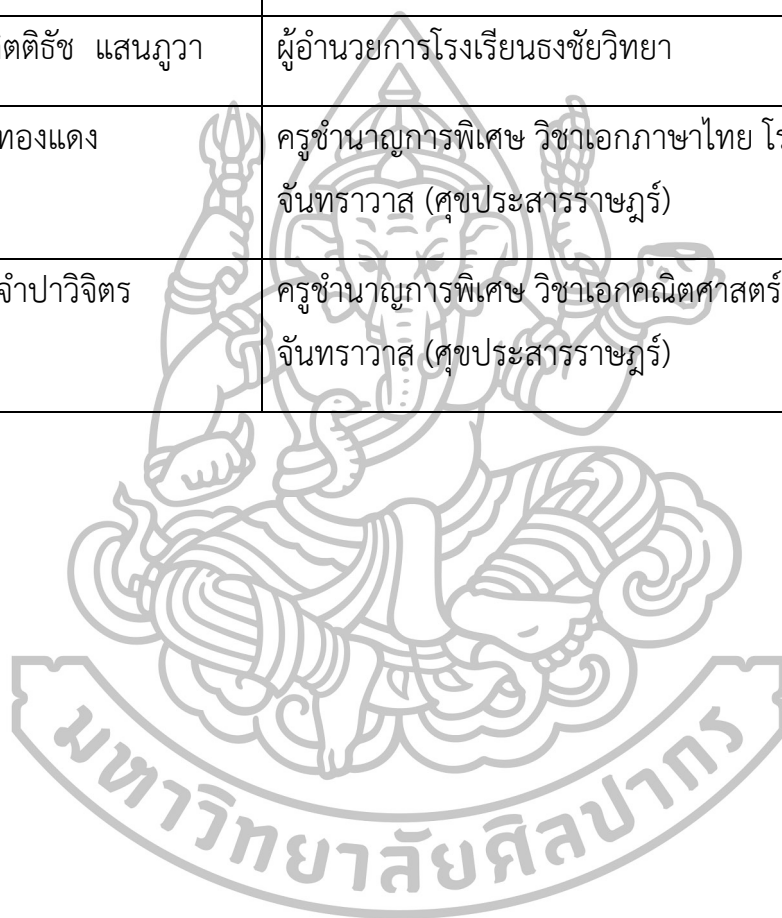 แสนภูวา ผู้อำนวยการโรงเรียนธงชัยวิทยา
ทองแดง ครูชำนาญการพิเศษ วิชาเอกภาษาไทย
จันทราวาส (ศุขประสารราษฎร์)
จำปาวิจิตร ครูชำนาญการพิเศษ วิชาเอกคณิตศาสตร์
จันทราวาส (ศุขประสารราษฎร์)
มหาวิทยาลัยศิลปากร